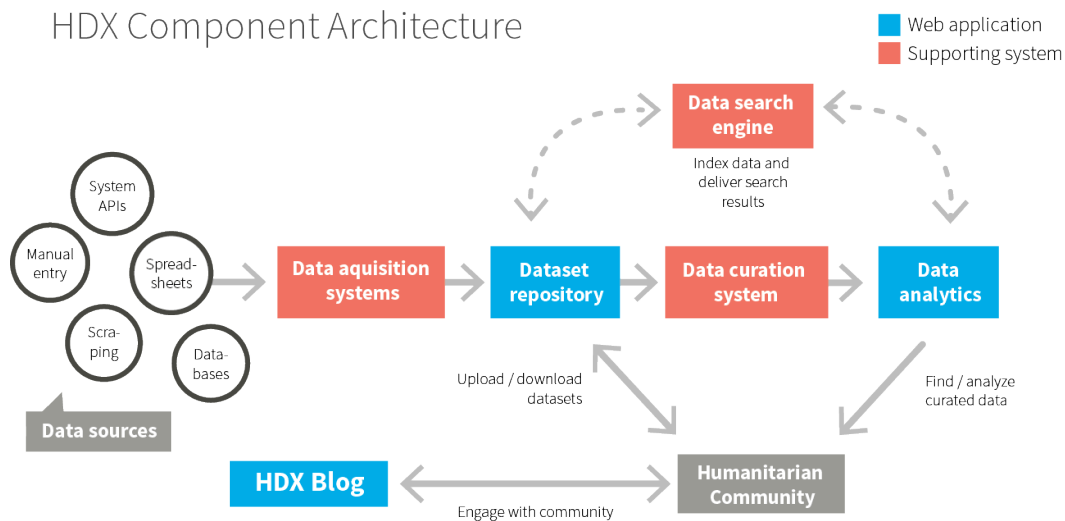 HDX Component Architecture
Web application
Supporting system
Data search
engine
Index data and
deliver search
results
System
APIs
Manual
entry
Spread-
sheets
Scra-
ping
Data-
bases
Data sources
Data aquisition
systems
Dataset
repository
Data curation
system
Data
analytics
Upload / download
datasets
Find / analyze
curated data
HDX Blog
Engage with community
Humanitarian
Community